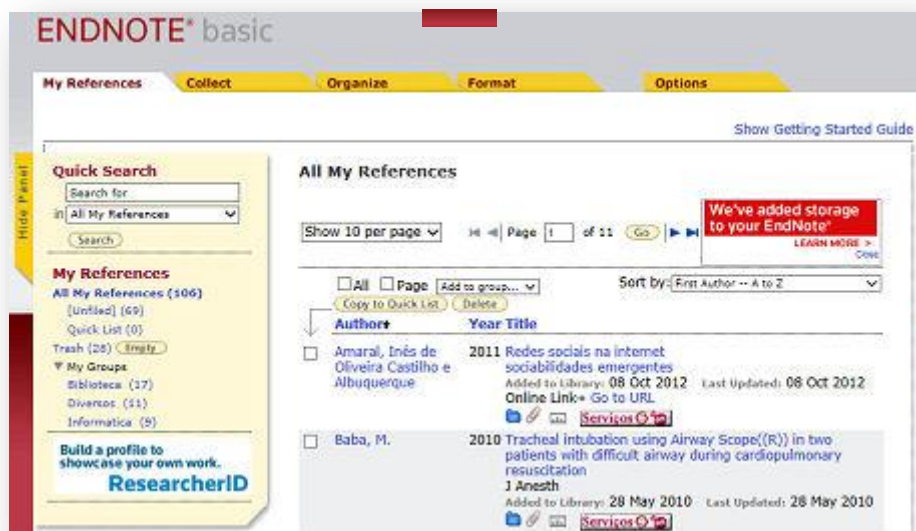 ENDNOTE® basic
My References
Collect
Organize
Format
Options
Show Getting Started Guide
Hide Panel
Quick Search
Search for
in All My References
Search
My References
All My References (106)
[Unfiled] (69)
Quick List (0)
Trash (28) Empty
▼ My Groups
Biblioteca (17)
Diversos (11)
Informatica (9)
Build a profile to
showcase your own work.
ResearcherID
All My References
Show 10 per page
Page 1 of 11 Go
We've added storage
to your EndNote®
LEARN MORE >
Close
All Page Add to group...
Sort by: First Author -- A to Z
Copy to Quick List Delete
Author Year Title
Amaral, Inês de
Oliveira Castilho e
Albuquerque
2011 Redes sociais na internet
sociabilidades emergentes
Added to Library: 08 Oct 2012 Last Updated: 08 Oct 2012
Online Link➔ Go to URL
Serviços
Baba, M.
2010 Tracheal intubation using Airway Scope((R)) in two
patients with difficult airway during cardiopulmonary
resuscitation
J Anesth
Added to Library: 28 May 2010 Last Updated: 28 May 2010
Serviços